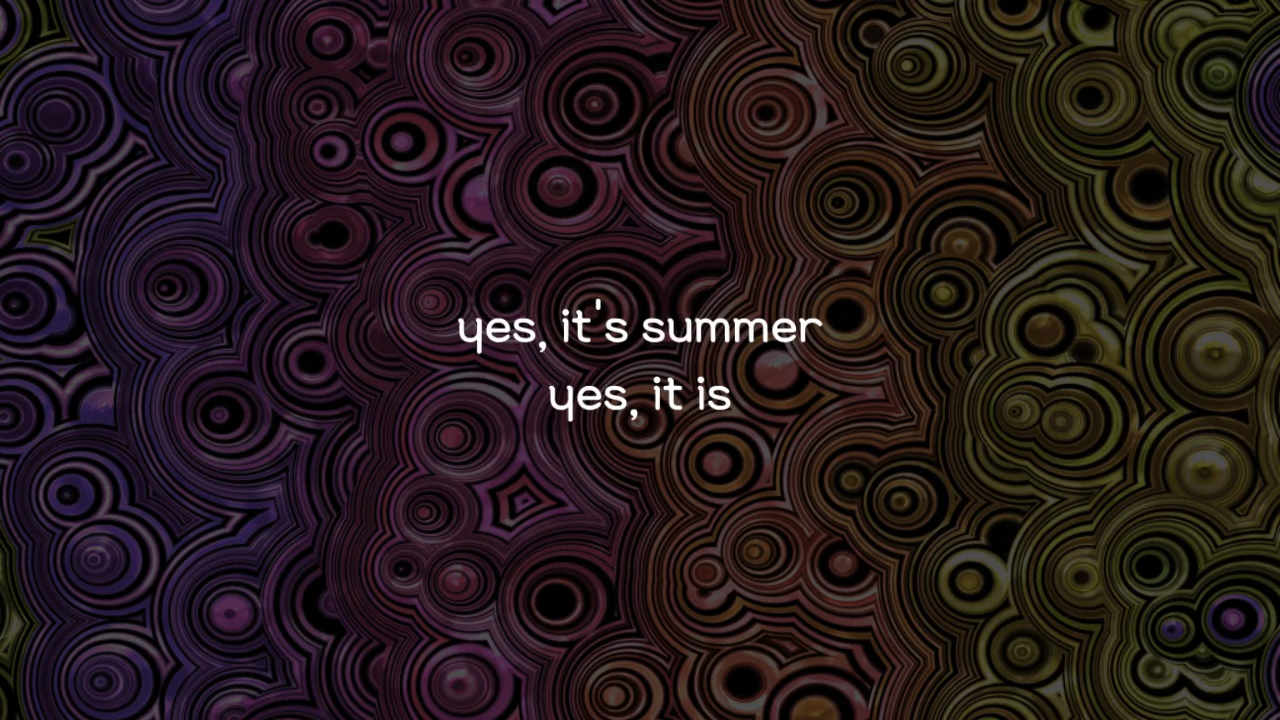 yes, it's summer
yes, it is